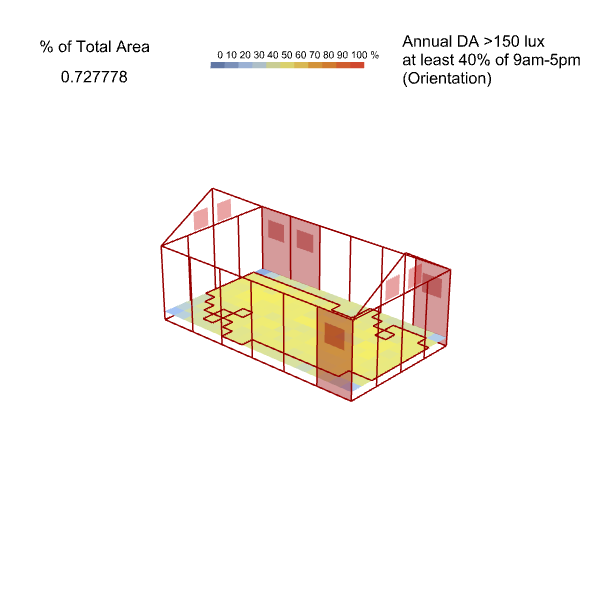 % of Total Area
0.727778
0 10 20 30 40 50 60 70 80 90 100 %
Annual DA >150 lux
at least 40% of 9am-5pm
(Orientation)